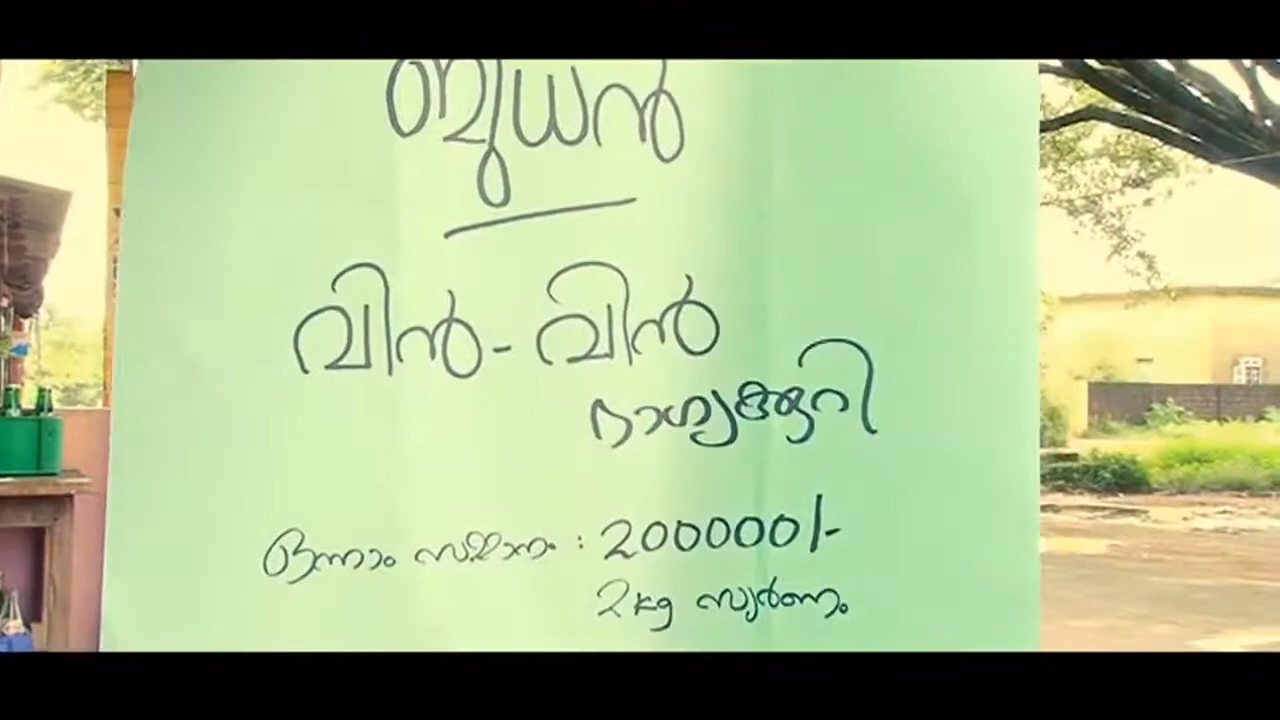 ബുധൻ
വിൻ-വിൻ
ഭാഗ്യക്കുറി
ഒന്നാം സമ്മാനം : 200000/-
2kg സ്വർണം